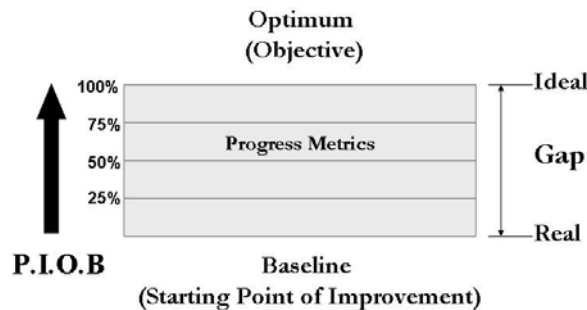 Optimum
(Objective)
100%
Ideal
75%
Progress Metrics
50%
Gap
25%
Real
P.I.O.B
Baseline
(Starting Point of Improvement)